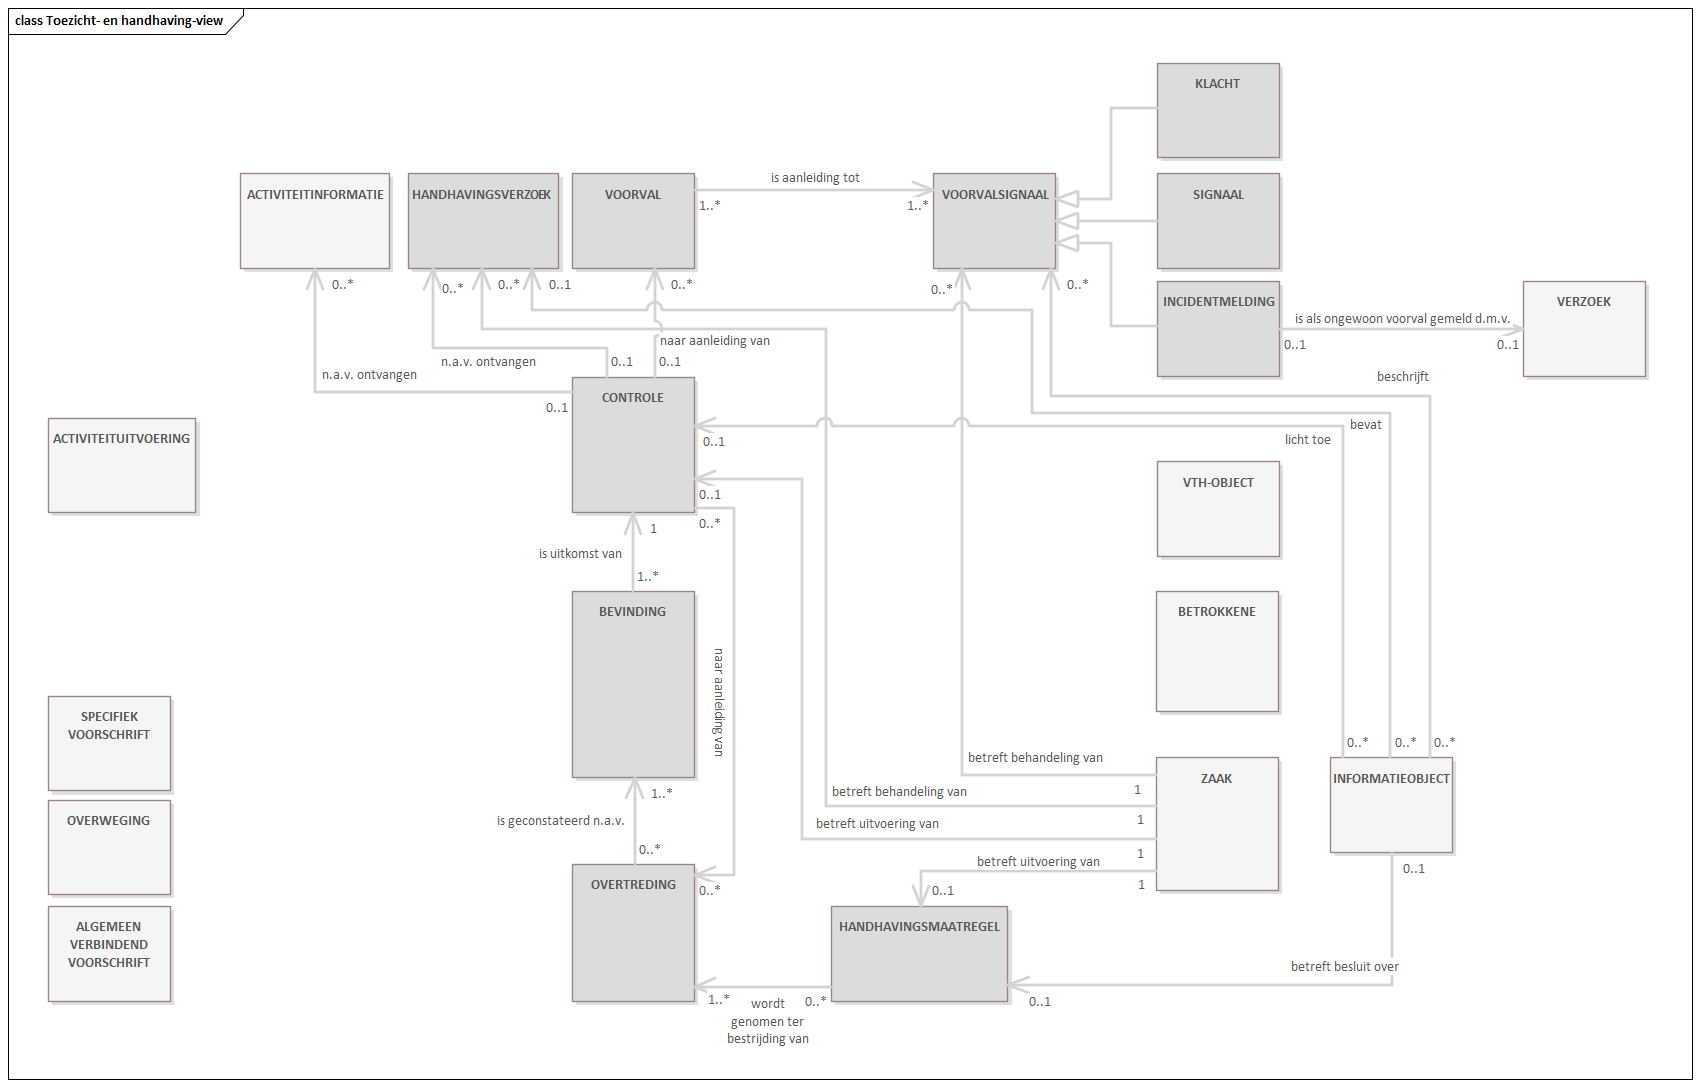 class Toezicht- en handhaving-view
KLACHT
ACTIVITEITINFORMATIE
HANDHAVINGSVERZOEK
VOORVAL
is aanleiding tot
1..*
1..*
VOORVALSIGNAAL
SIGNAAL
0..*
0..*
0..*
0..1
0..*
0..*
0..*
INCIDENTMELDING
is als ongewoon voorval gemeld d.m.v.
0..1
0..1
VERZOEK
naar aanleiding van
n.a.v. ontvangen
0..1
0..1
n.a.v. ontvangen
beschrijft
0..1
CONTROLE
bevat
licht toe
0..1
ACTIVITEITUITVOERING
VTH-OBJECT
0..1
0..*
1
is uitkomst van
1..*
BEVINDING
BETROKKENE
naar aanleiding van
SPECIFIEK
VOORSCHRIFT
0..*
0..*
0..*
betreft behandeling van
ZAAK
INFORMATIEOBJECT
1..*
betreft behandeling van
1
is geconstateerd n.a.v.
betreft uitvoering van
1
OVERWEGING
0..*
betreft uitvoering van
1
0..1
OVERTREDING
0..*
0..1
1
ALGEMEEN
VERBINDEND
VOORSCHRIFT
HANDHAVINGSMAATREGEL
betreft besluit over
1..*
wordt
genomen ter
bestrijding van
0..*
0..1